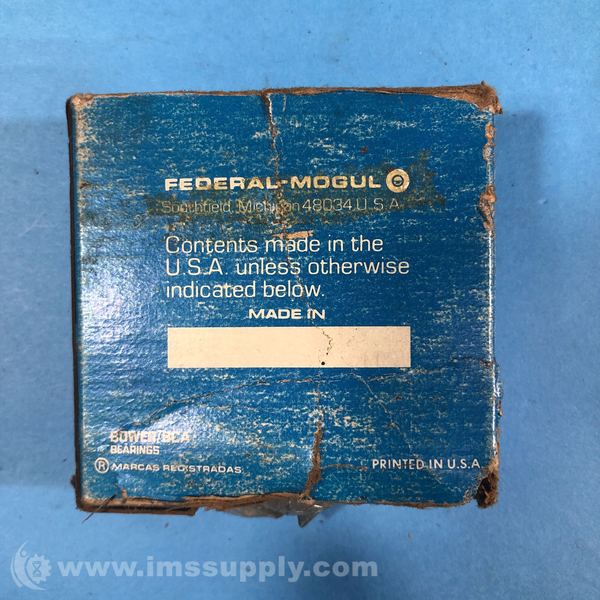 FEDERAL-MOGUL
Southfield, Michigan 48034 U.S.A.
Contents made in the
U.S.A. unless otherwise
indicated below.
MADE IN
BOWER/BCA
BEARINGS
® MARCAS REGISTRADAS
PRINTED IN U.S.A.
www.imssupply.com